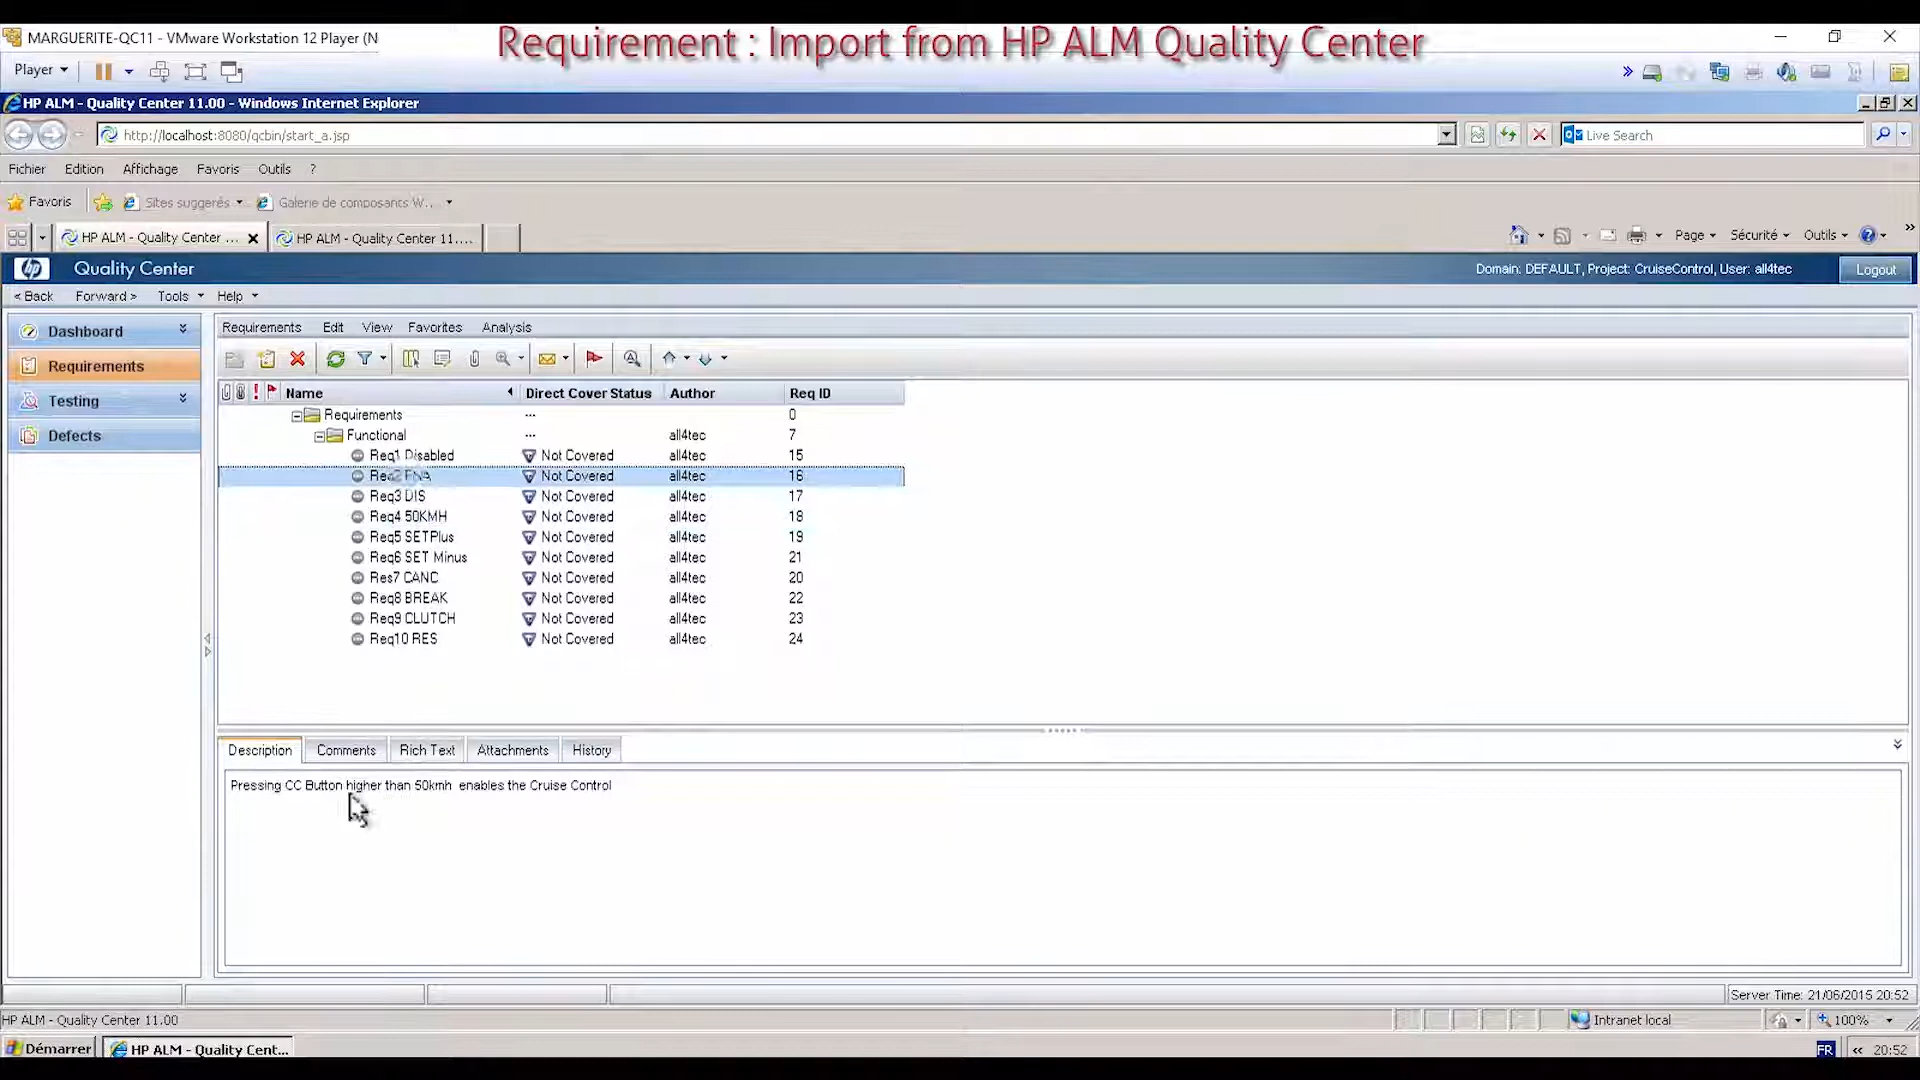 MARGUERITE-QC11 - VMware Workstation 12 Player (N
Requirement : Import from HP ALM Quality Center
Player
HP ALM - Quality Center 11.00 - Windows Internet Explorer
http://localhost:8080/qcbin/start_a.jsp
Live Search
Fichier Edition Affichage Favoris Outils ?
Favoris Sites suggérés Galerie de composants W...
HP ALM - Quality Center ... HP ALM - Quality Center 11....
Page Sécurité Outils
hp Quality Center Domain: DEFAULT, Project: CruiseControl, User: all4tec Logout
< Back Forward > Tools Help
Dashboard
Requirements
Testing
Defects
Requirements Edit View Favorites Analysis
Name Direct Cover Status Author Req ID
Requirements --- 0
Functional --- all4tec 7
Req1 Disabled Not Covered all4tec 15
Req2 ENA Not Covered all4tec 16
Req3 DIS Not Covered all4tec 17
Req4 50KMH Not Covered all4tec 18
Req5 SETPlus Not Covered all4tec 19
Req6 SET Minus Not Covered all4tec 21
Res7 CANC Not Covered all4tec 20
Req8 BREAK Not Covered all4tec 22
Req9 CLUTCH Not Covered all4tec 23
Req10 RES Not Covered all4tec 24
Description Comments Rich Text Attachments History
Pressing CC Button higher than 50kmh enables the Cruise Control
Server Time: 21/06/2015 20:52
HP ALM - Quality Center 11.00
Intranet local 100%
Démarrer HP ALM - Quality Cent... FR « 20:52